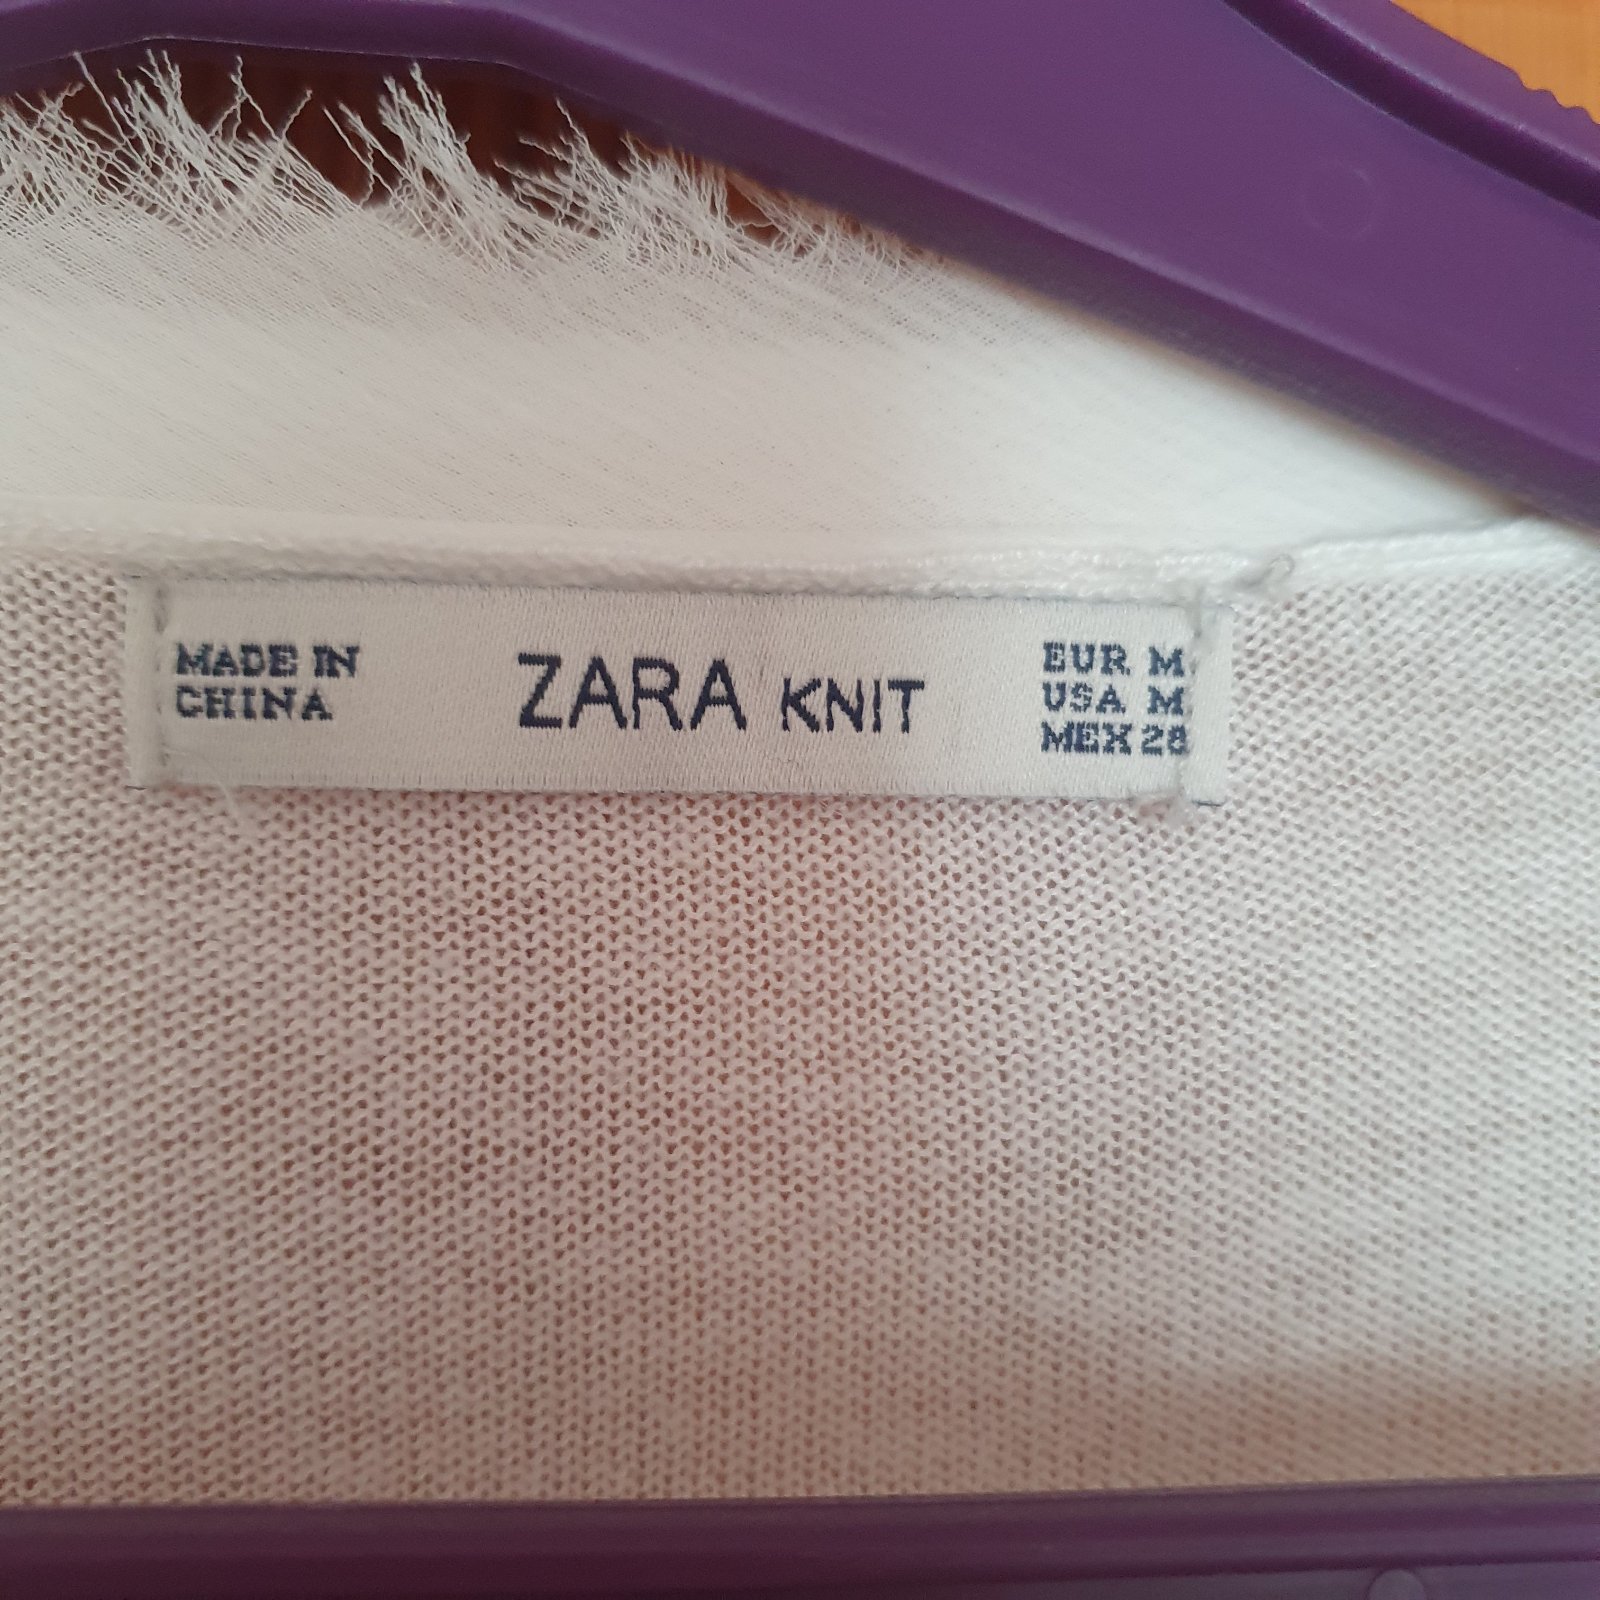 MADE IN
CHINA
ZARA KNIT
EUR M
USA M
MEX 28